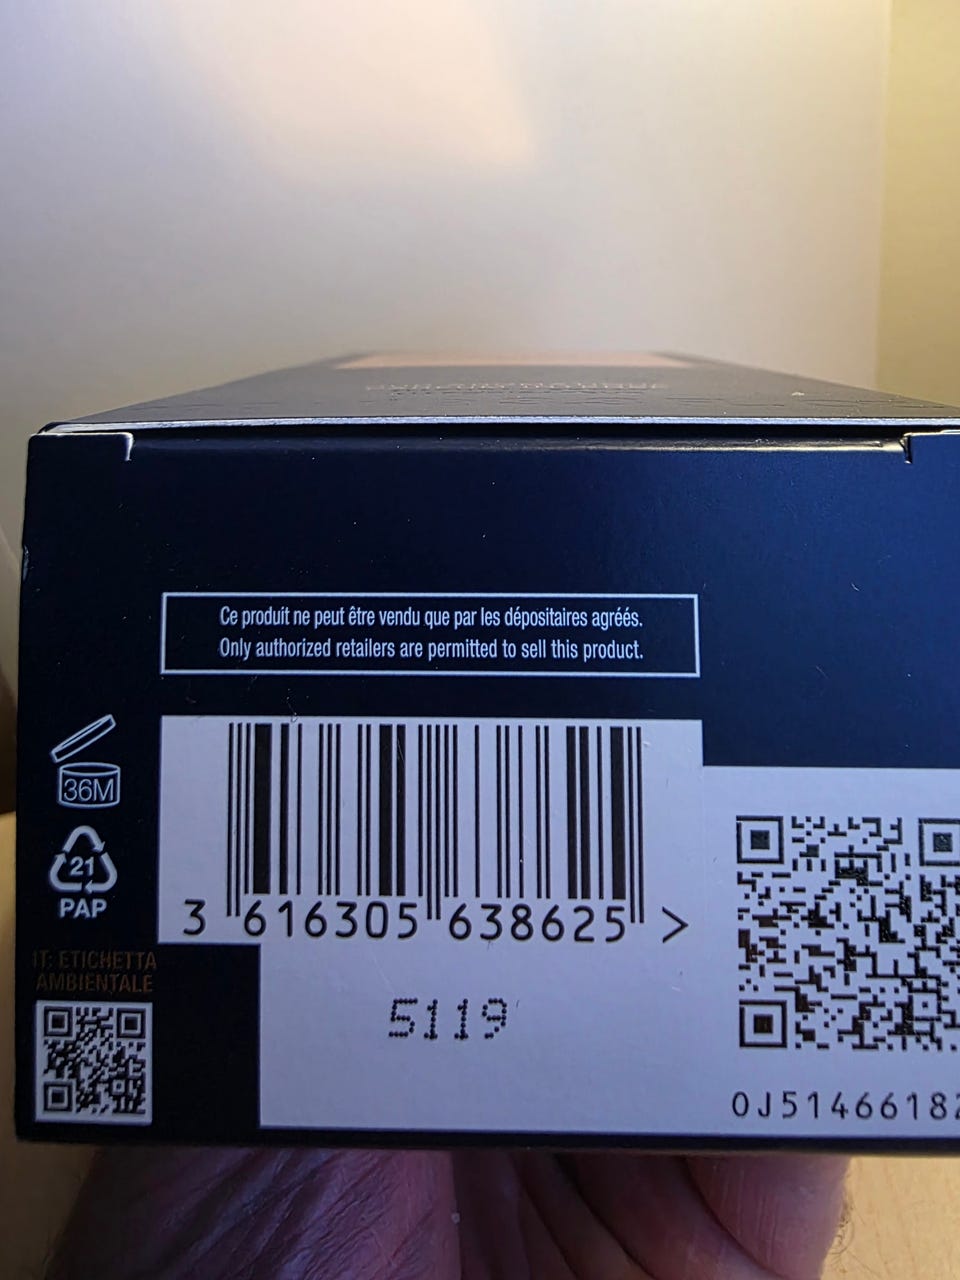 Ce produit ne peut être vendu que par les dépositaires agréés.
Only authorized retailers are permitted to sell this product.
36M
21
PAP
3 616305 638625 >
IT: ETICHETTA
AMBIENTALE
5119
0J5146618